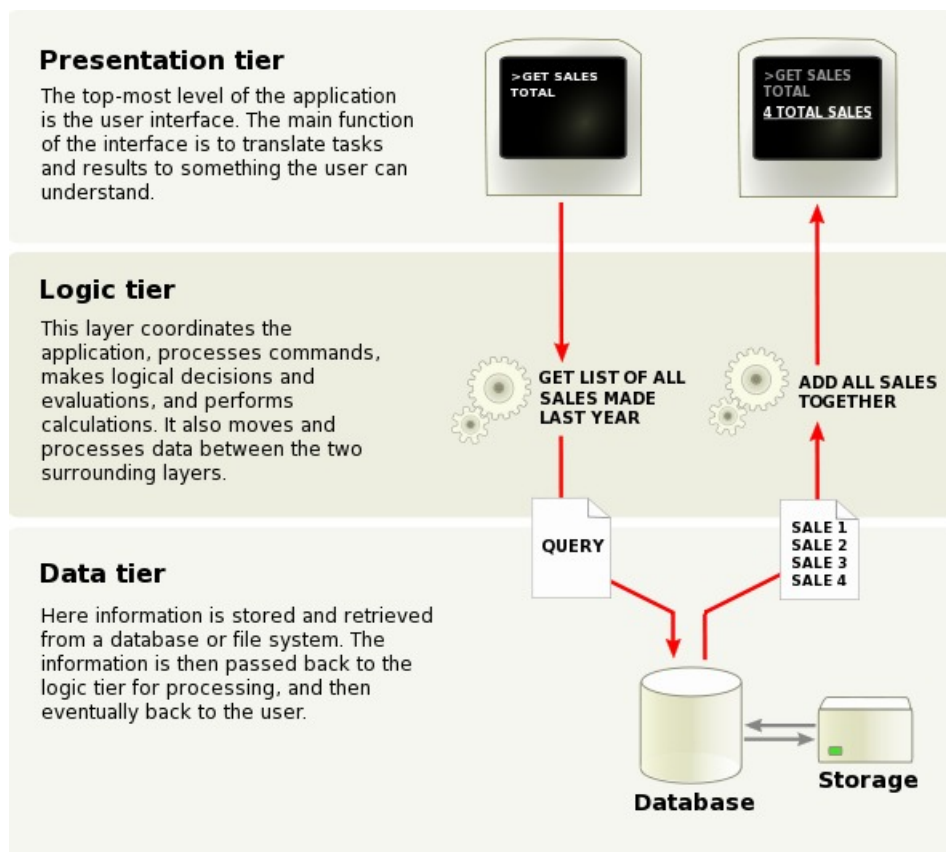 Presentation tier
The top-most level of the application
is the user interface. The main function
of the interface is to translate tasks
and results to something the user can
understand.
>GET SALES
TOTAL
>GET SALES
TOTAL
4 TOTAL SALES
Logic tier
This layer coordinates the
application, processes commands,
makes logical decisions and
evaluations, and performs
calculations. It also moves and
processes data between the two
surrounding layers.
GET LIST OF ALL
SALES MADE
LAST YEAR
ADD ALL SALES
TOGETHER
QUERY
SALE 1
SALE 2
SALE 3
SALE 4
Data tier
Here information is stored and retrieved
from a database or file system. The
information is then passed back to the
logic tier for processing, and then
eventually back to the user.
Database
Storage